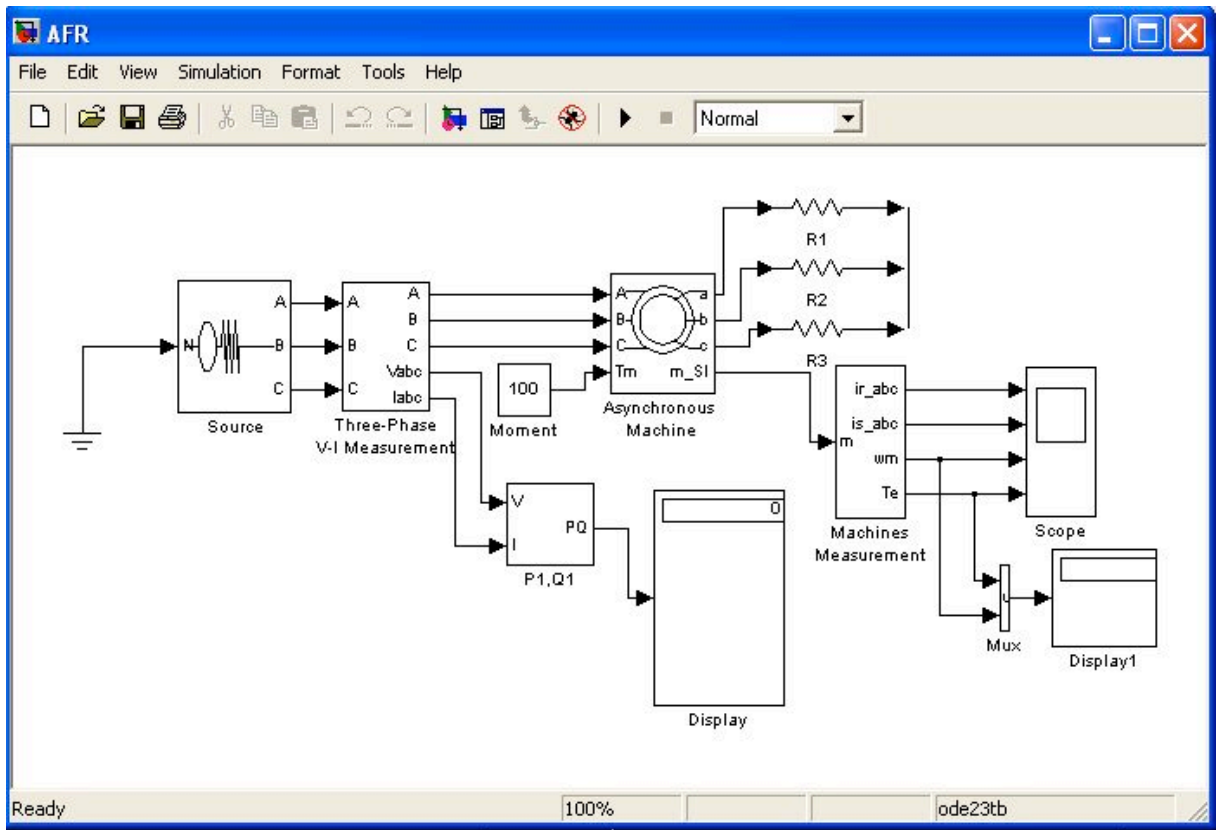 AFR
File Edit View Simulation Format Tools Help
Normal
N
A
B
C
Source
A
B
C
A
B
C
Vabc
Iabc
Three-Phase
V-I Measurement
100
Moment
A
B
C
Tm
a
b
c
m_SI
Asynchronous
Machine
R1
R2
R3
m
ir_abc
is_abc
wm
Te
Machines
Measurement
Scope
V
I
PQ
P1,Q1
0
Display
Mux
Display1
Ready 100% ode23tb